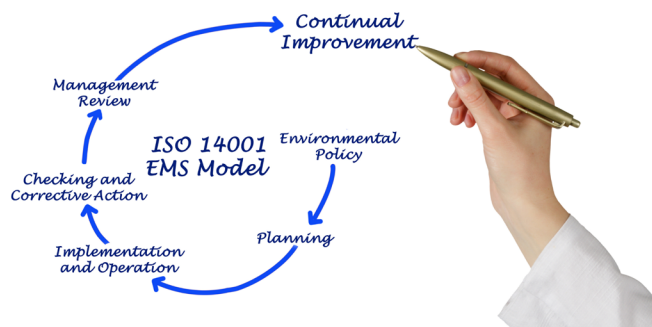 Continual
Improvement
Management
Review
ISO 14001
EMS Model
Environmental
Policy
Checking and
Corrective Action
Planning
Implementation
and Operation